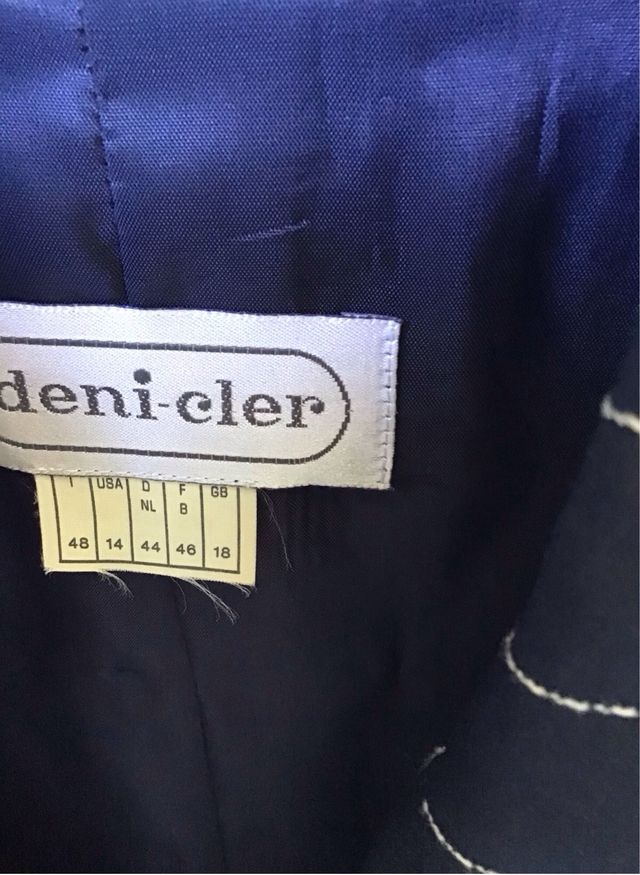 deni-cler
I USA D F GB
NL B
48 14 44 46 18